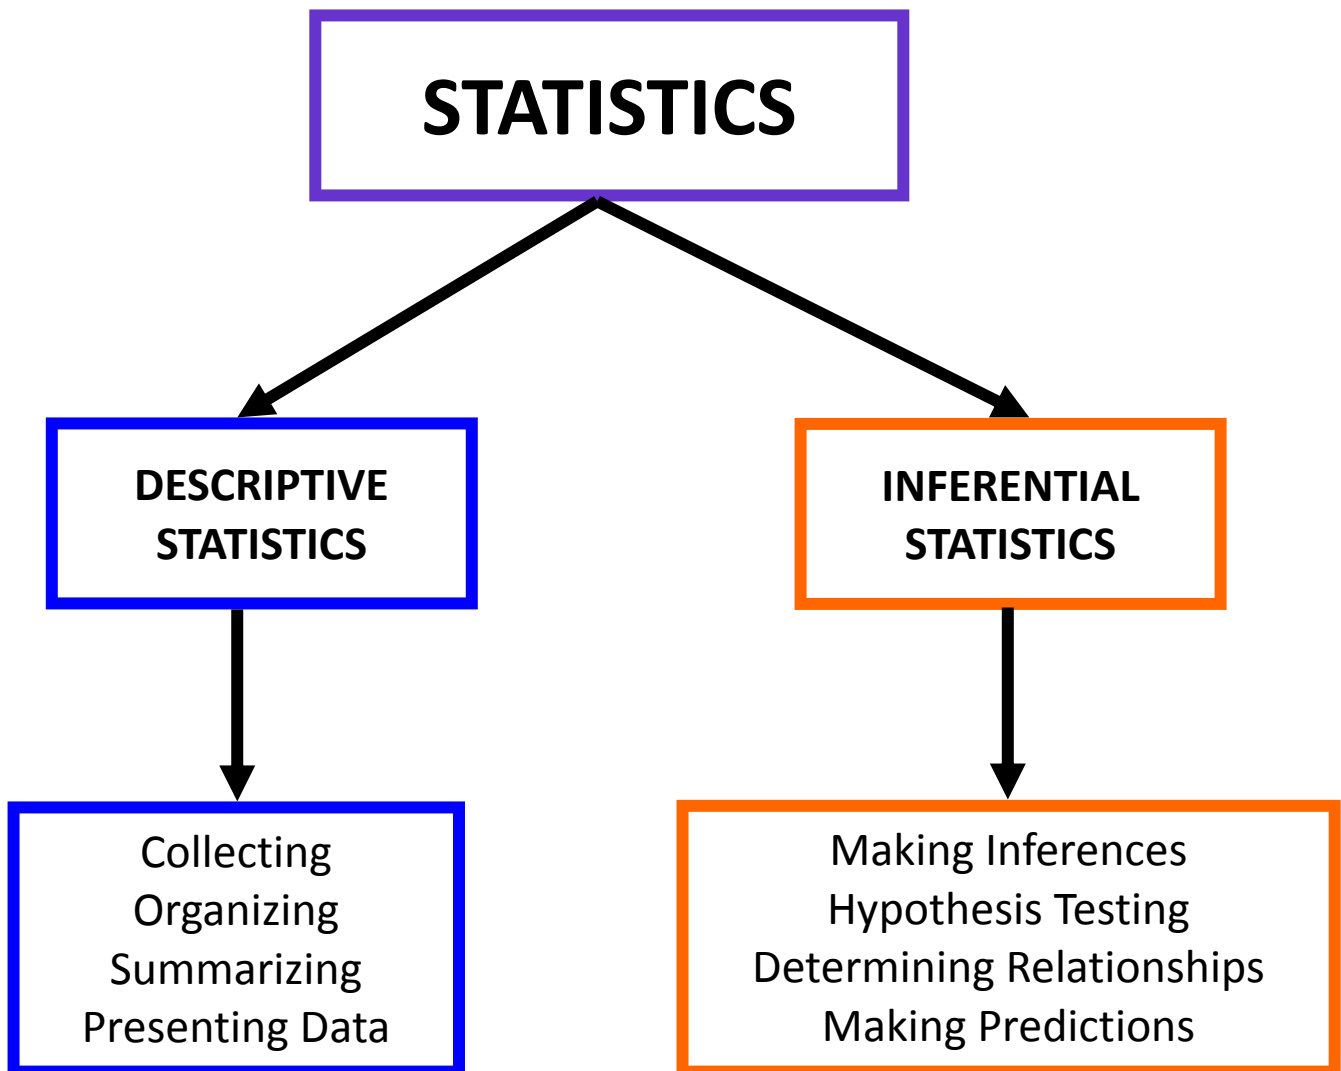 STATISTICS
DESCRIPTIVE
STATISTICS
INFERENTIAL
STATISTICS
Collecting
Organizing
Summarizing
Presenting Data
Making Inferences
Hypothesis Testing
Determining Relationships
Making Predictions